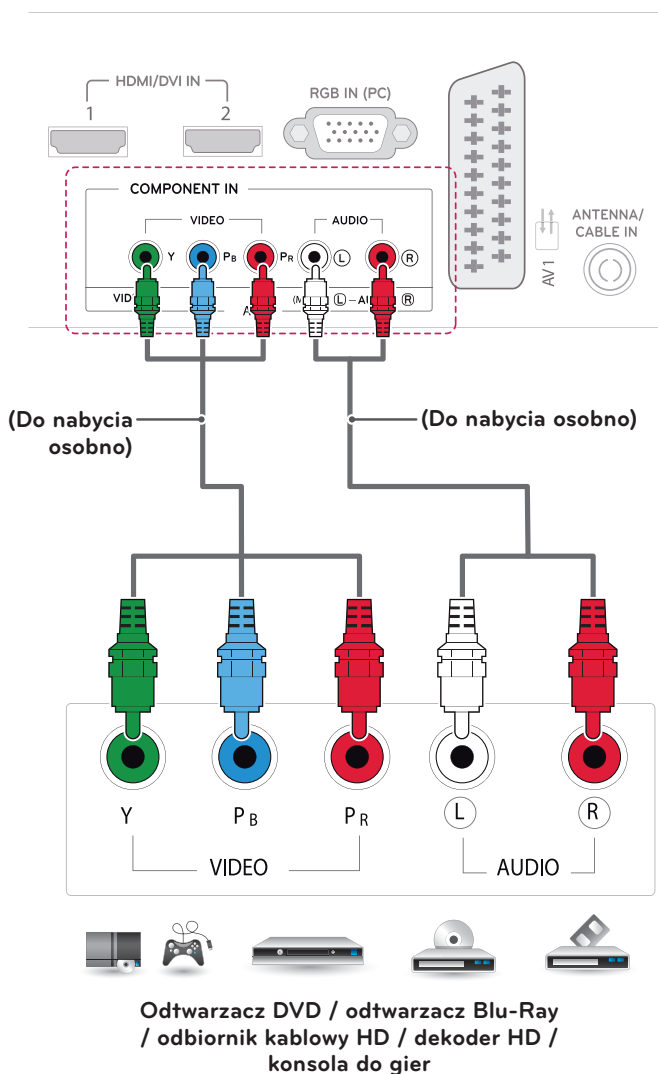 HDMI/DVI IN
1 2
RGB IN (PC)
COMPONENT IN
VIDEO AUDIO
Y PB PR L R
VID A (M L AU R
AV1
ANTENNA/
CABLE IN
(Do nabycia
osobno)
(Do nabycia osobno)
Y PB PR L R
VIDEO AUDIO
Odtwarzacz DVD / odtwarzacz Blu-Ray
/ odbiornik kablowy HD / dekoder HD /
konsola do gier